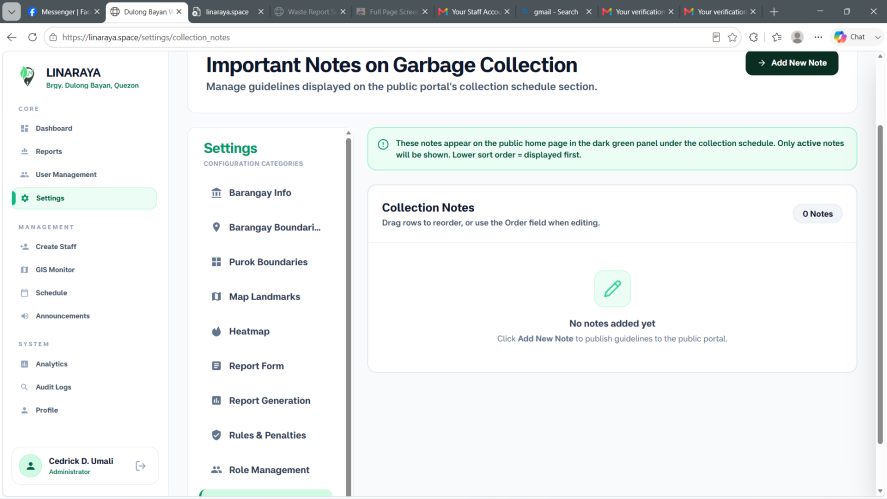 Messenger | Fac
Dulong Bayan W
linaraya.space
Waste Report S
Full Page Screen
Your Staff Accou
gmail - Search
Your verification
Your verification
https://linaraya.space/settings/collection_notes
Chat
LINARAYA
Brgy. Dulong Bayan, Quezon
CORE
Dashboard
Reports
User Management
Settings
MANAGEMENT
Create Staff
GIS Monitor
Schedule
Announcements
SYSTEM
Analytics
Audit Logs
Profile
Cedrick D. Umali
Administrator
Important Notes on Garbage Collection
Manage guidelines displayed on the public portal's collection schedule section.
Add New Note
Settings
CONFIGURATION CATEGORIES
Barangay Info
Barangay Boundari...
Purok Boundaries
Map Landmarks
Heatmap
Report Form
Report Generation
Rules & Penalties
Role Management
These notes appear on the public home page in the dark green panel under the collection schedule. Only active notes
will be shown. Lower sort order = displayed first.
Collection Notes
Drag rows to reorder, or use the Order field when editing.
0 Notes
No notes added yet
Click Add New Note to publish guidelines to the public portal.